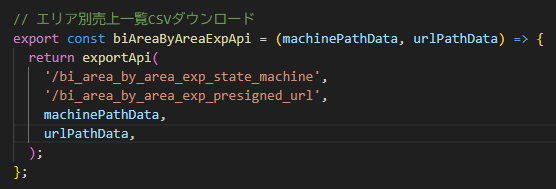 // エリア別売上一覧CSVダウンロード
export const biAreaByAreaExpApi = (machinePathData, urlPathData) => {
  return exportApi(
    '/bi_area_by_area_exp_state_machine',
    '/bi_area_by_area_exp_presigned_url',
    machinePathData,
    urlPathData,
  );
};